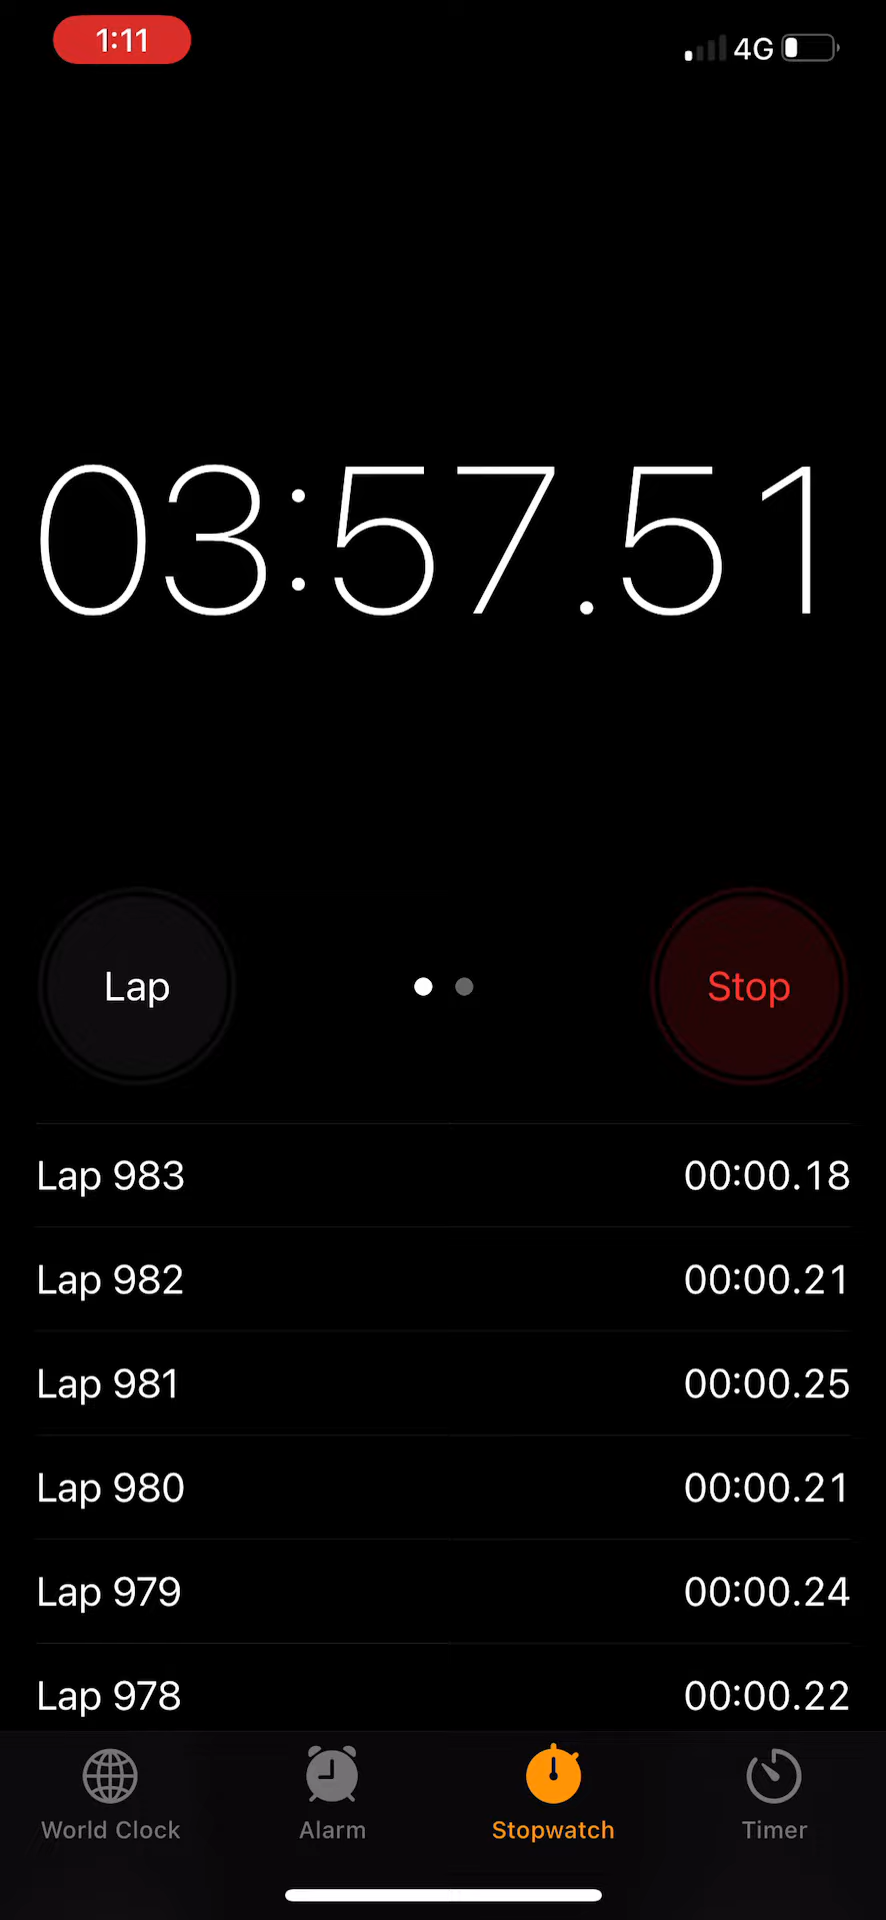 1:11 4G
03:57.51
Lap Stop
Lap 983 00:00.18
Lap 982 00:00.21
Lap 981 00:00.25
Lap 980 00:00.21
Lap 979 00:00.24
Lap 978 00:00.22
World Clock Alarm Stopwatch Timer